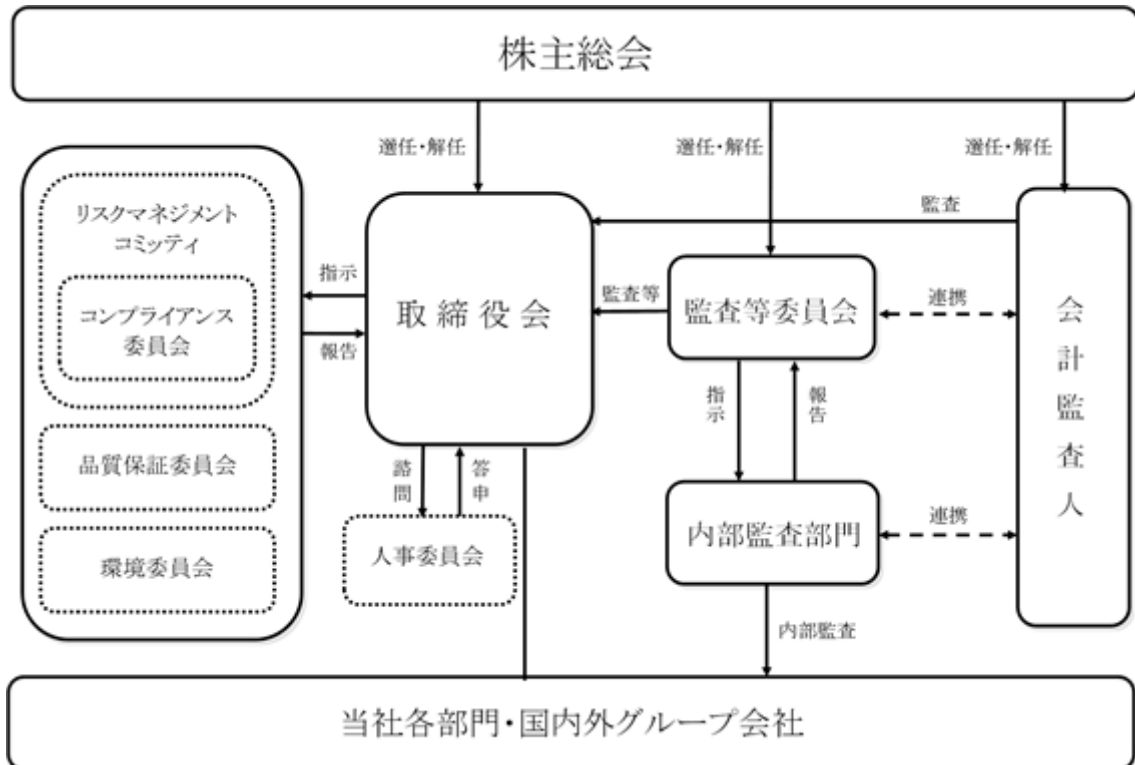 株主総会
選任・解任
選任・解任
選任・解任
リスクマネジメント
コミッティ
コンプライアンス
委員会
品質保証委員会
環境委員会
指示
報告
取締役会
監査
監査等
監査等委員会
連携
会計監査人
指示
報告
諮問
答申
人事委員会
内部監査部門
連携
内部監査
当社各部門・国内外グループ会社